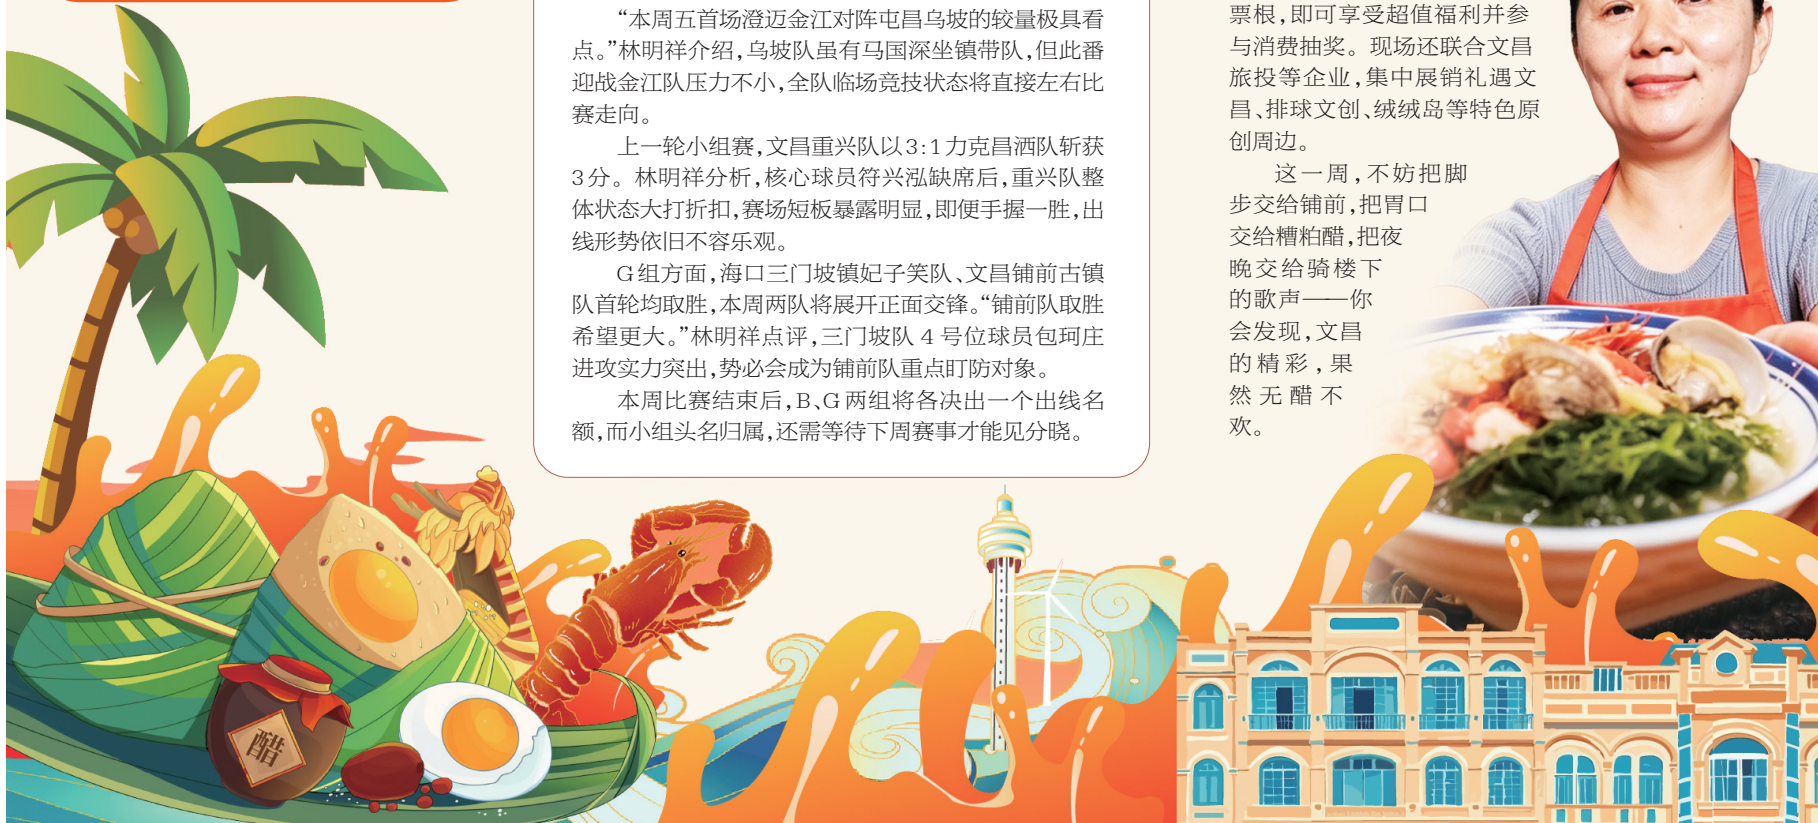 “本周五首场澄迈金江对阵屯昌乌坡的较量极具看
点。”林明祥介绍，乌坡队虽有马国深坐镇带队，但此番
迎战金江队压力不小，全队临场竞技状态将直接左右比
赛走向。
上一轮小组赛，文昌重兴队以3:1力克昌洒队斩获
3分。林明祥分析，核心球员符兴泓缺席后，重兴队整
体状态大打折扣，赛场短板暴露明显，即便手握一胜，出
线形势依旧不容乐观。
G组方面，海口三门坡镇妃子笑队、文昌铺前古镇
队首轮均取胜，本周两队将展开正面交锋。“铺前队取胜
希望更大。”林明祥点评，三门坡队4号位球员包珂庄
进攻实力突出，势必会成为铺前队重点盯防对象。
本周比赛结束后，B、G两组将各决出一个出线名
额，而小组头名归属，还需等待下周赛事才能见分晓。
票根，即可享受超值福利并参
与消费抽奖。现场还联合文昌
旅投等企业，集中展销礼遇文
昌、排球文创、绒绒岛等特色原
创周边。
这一周，不妨把脚
步交给铺前，把胃口
交给糟粕醋，把夜
晚交给骑楼下
的歌声——你
会发现，文昌
的精彩，果
然无醋不
欢。
醋